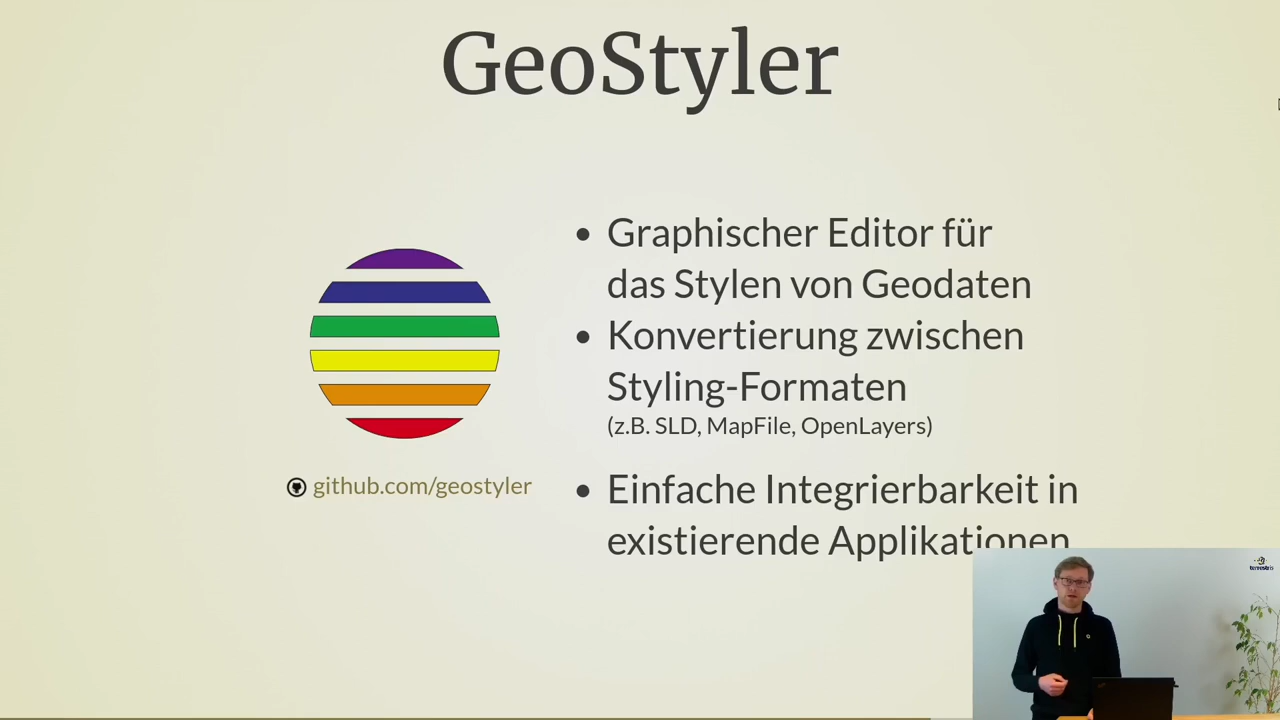 GeoStyler
• Graphischer Editor für
das Stylen von Geodaten
• Konvertierung zwischen
Styling-Formaten
(z.B. SLD, MapFile, OpenLayers)
github.com/geostyler
• Einfache Integrierbarkeit in
existierende Applikationen
terrestris